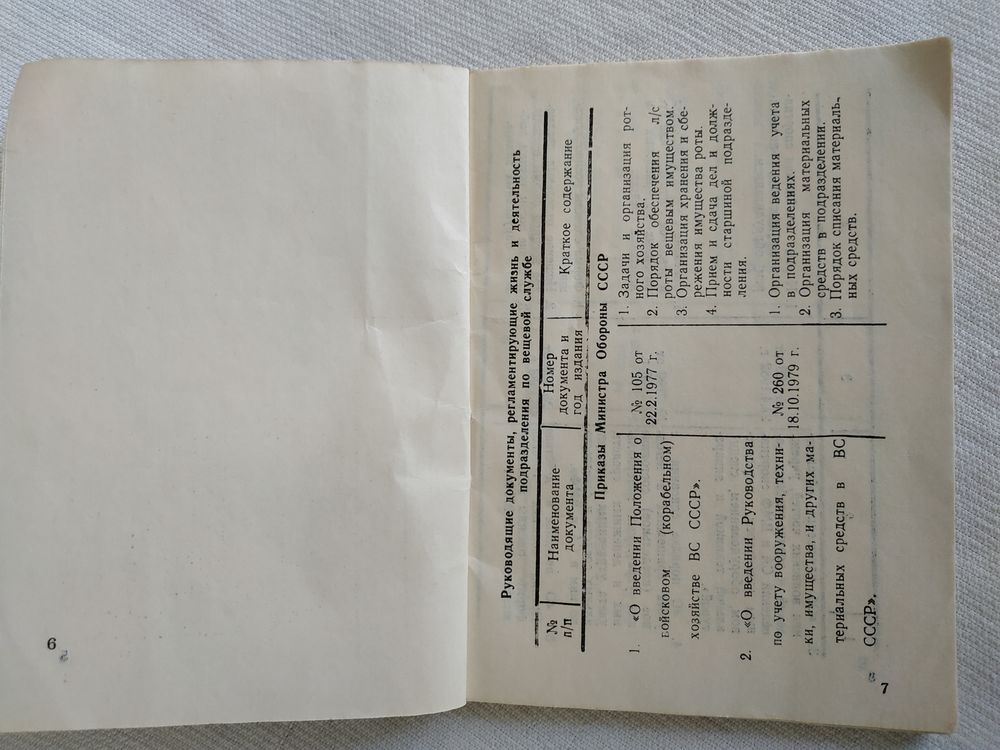 6
Руководящие документы, регламентирующие жизнь и деятельность
подразделения по вещевой службе
№
п/п
Наименование
документа
Номер
документа и
год издания
Краткое содержание
Приказы Министра Обороны СССР
1. «О введении Положения о
войсковом (корабельном)
хозяйстве ВС СССР».
№ 105 от
22.2.1977 г.
1. Задачи и организация рот-
ного хозяйства.
2. Порядок обеспечения л/с
роты вещевым имуществом.
3. Организация хранения и сбе-
режения имущества роты.
4. Прием и сдача дел и долж-
ности старшиной подразде-
ления.
2. «О введении Руководства
по учету вооружения, техни-
ки, имущества, и других ма-
териальных средств в ВС
СССР».
№ 260 от
18.10.1979 г.
1. Организация ведения учета
в подразделениях.
2. Организация материальных
средств в подразделении.
3. Порядок списания материаль-
ных средств.
7